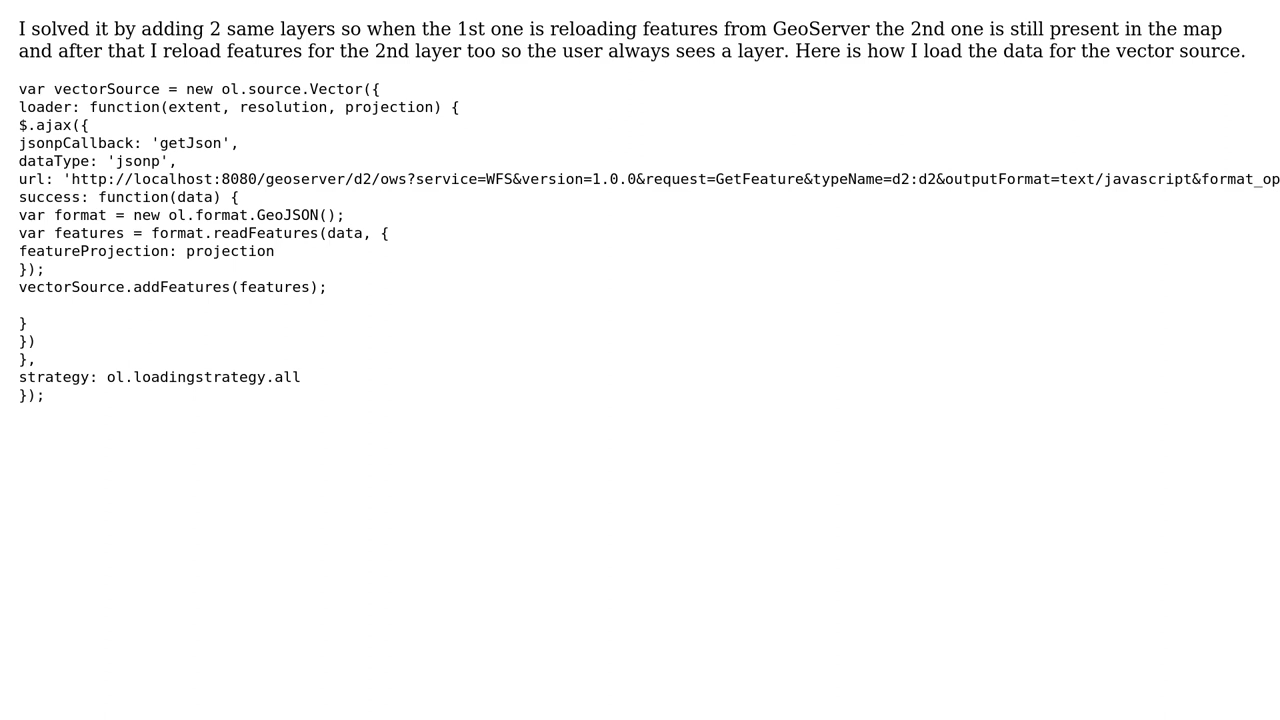 I solved it by adding 2 same layers so when the 1st one is reloading features from GeoServer the 2nd one is still present in the map
and after that I reload features for the 2nd layer too so the user always sees a layer. Here is how I load the data for the vector source.
var vectorSource = new ol.source.Vector({
loader: function(extent, resolution, projection) {
$.ajax({
jsonpCallback: 'getJson',
dataType: 'jsonp',
url: 'http://localhost:8080/geoserver/d2/ows?service=WFS&version=1.0.0&request=GetFeature&typeName=d2:d2&outputFormat=text/javascript&format_op
success: function(data) {
var format = new ol.format.GeoJSON();
var features = format.readFeatures(data, {
featureProjection: projection
});
vectorSource.addFeatures(features);
}
})
},
strategy: ol.loadingstrategy.all
});